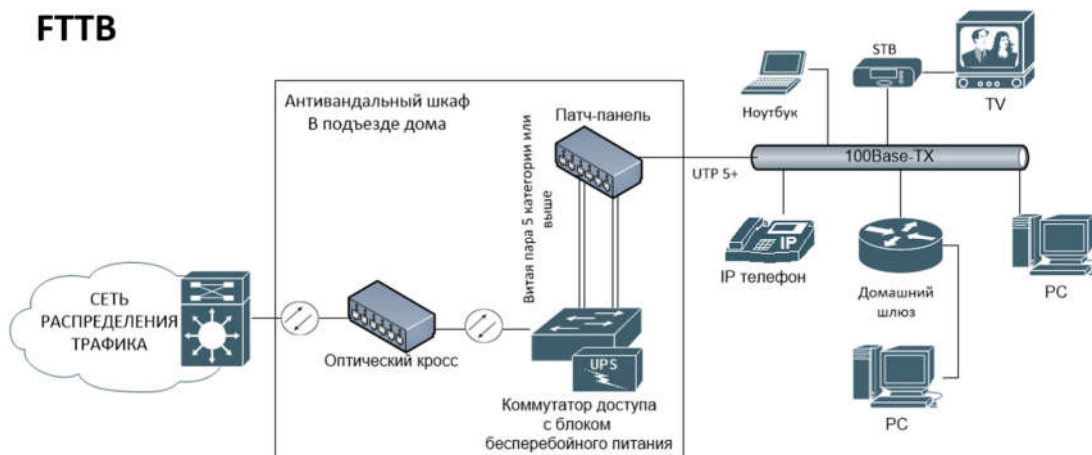 FTTB
Антивандальный шкаф
В подъезде дома
Патч-панель
Витая пара 5 категории или
выше
Ноутбук
STB
TV
100Base-TX
UTP 5+
IP
IP телефон
Домашний
шлюз
PC
PC
СЕТЬ
РАСПРЕДЕЛЕНИЯ
ТРАФИКА
Оптический кросс
UPS
Коммутатор доступа
с блоком
бесперебойного питания